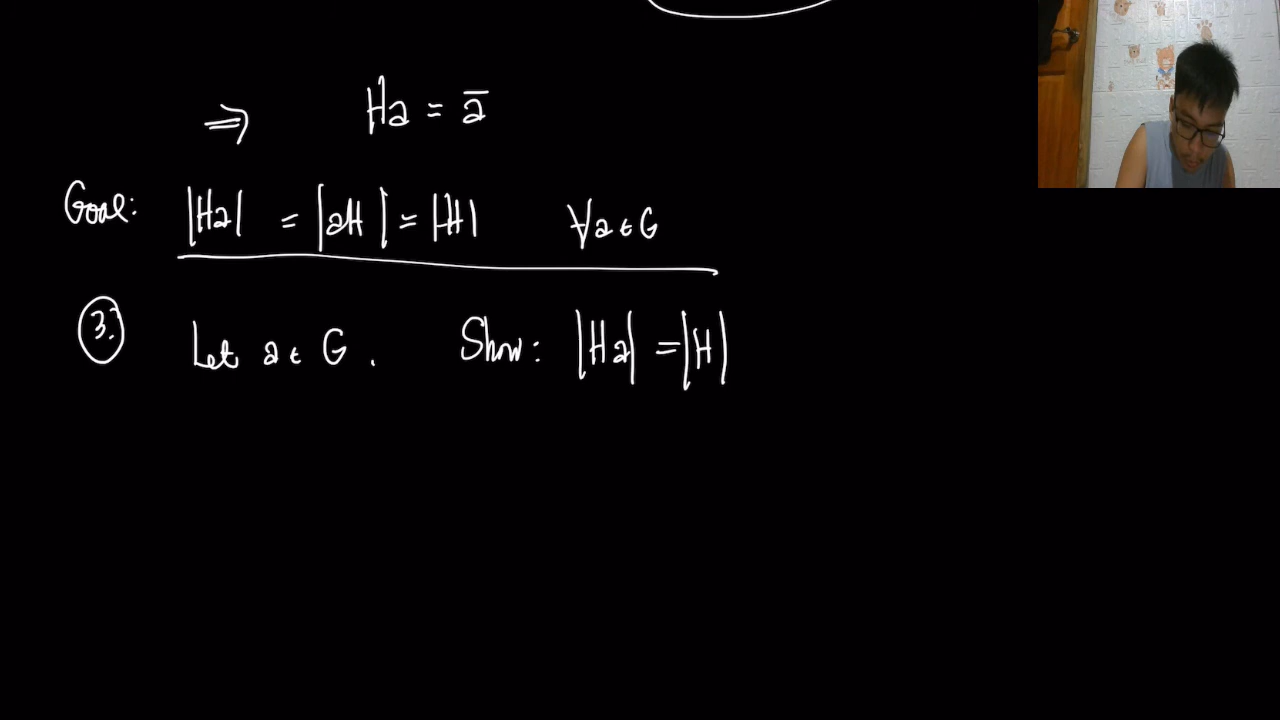 ⇒ Ha = ā
Goal: |Ha| = |aH| = |H| ∀a ∈ G
3. Let a ∈ G. Show: |Ha| = |H|